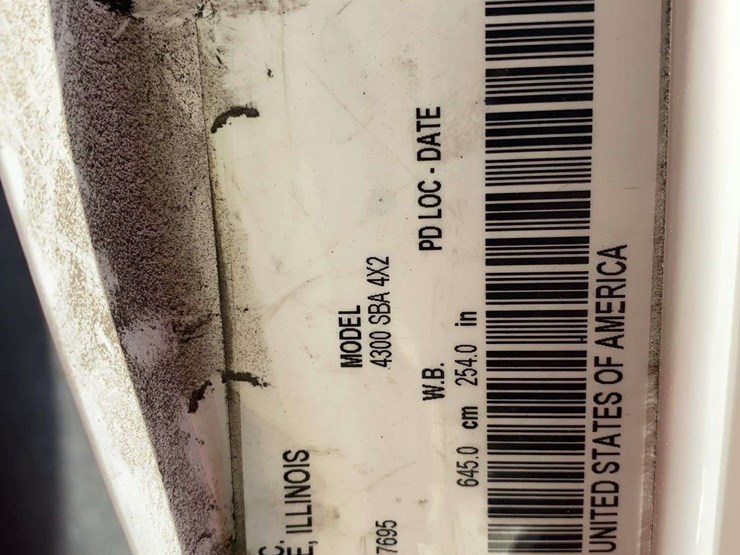 C.
E, ILLINOIS
MODEL
4300 SBA 4X2
7695
W.B.
PD LOC - DATE
645.0 cm 254.0 in
UNITED STATES OF AMERICA